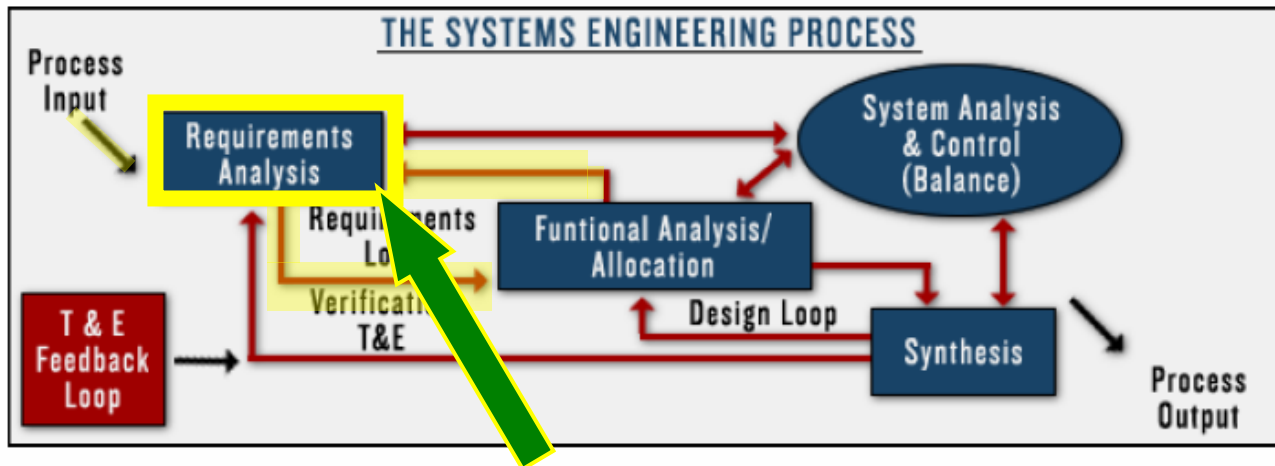 THE SYSTEMS ENGINEERING PROCESS
Process
Input
Requirements
Analysis
System Analysis
& Control
(Balance)
Requirements
Funtional Analysis/
Allocation
T & E
Feedback
Loop
T&E
Design Loop
Synthesis
Process
Output